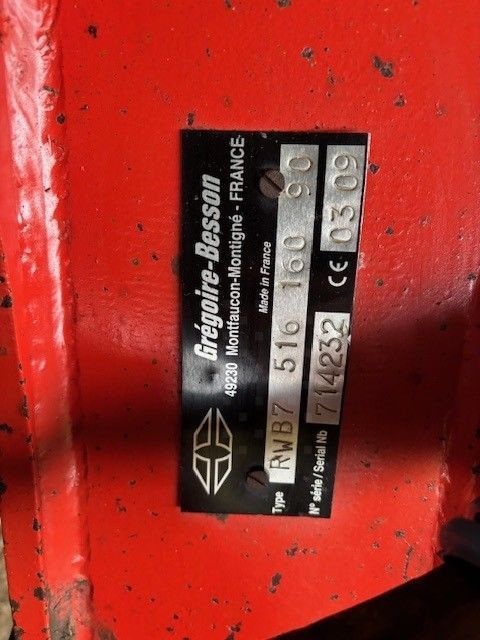 Grégoire-Besson
49230 Montfaucon-Montigné - FRANCE
Made in France
Type RWB7 516 160 90
N° série / Serial Nb 714232 CE 03 09